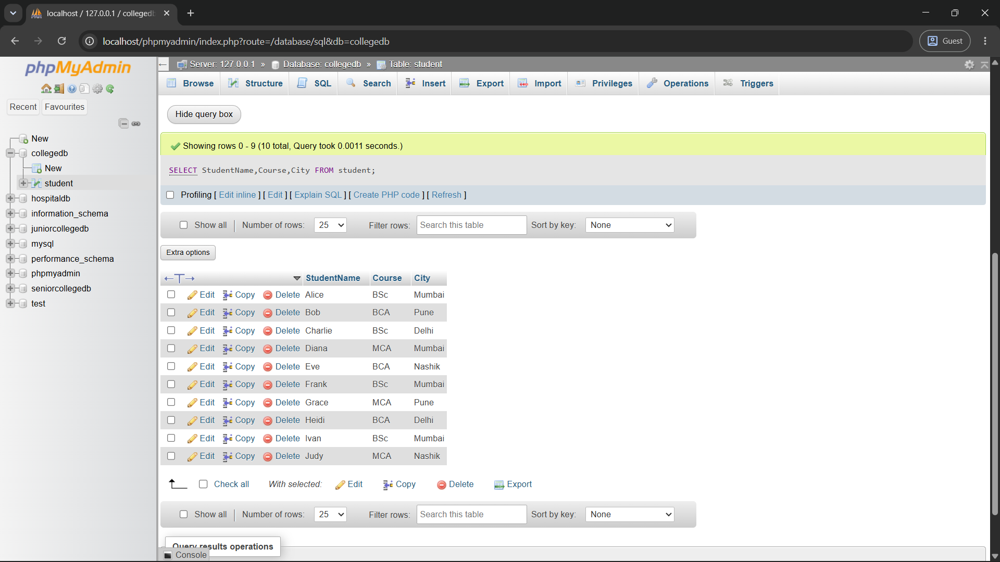 localhost / 127.0.0.1 / collegedb
localhost/phpmyadmin/index.php?route=/database/sql&db=collegedb
Guest
phpMyAdmin
Recent Favourites
New
collegedb
New
student
hospitaldb
information_schema
juniorcollegedb
mysql
performance_schema
phpmyadmin
seniorcollegedb
test
Server: 127.0.0.1 » Database: collegedb » Table: student
Browse Structure SQL Search Insert Export Import Privileges Operations Triggers
Hide query box
Showing rows 0 - 9 (10 total, Query took 0.0011 seconds.)
SELECT StudentName,Course,City FROM student;
Profiling [ Edit inline ] [ Edit ] [ Explain SQL ] [ Create PHP code ] [ Refresh ]
Show all | Number of rows: 25 Filter rows: Search this table Sort by key: None
Extra options
←T→ StudentName Course City
Edit Copy Delete Alice BSc Mumbai
Edit Copy Delete Bob BCA Pune
Edit Copy Delete Charlie BSc Delhi
Edit Copy Delete Diana MCA Mumbai
Edit Copy Delete Eve BCA Nashik
Edit Copy Delete Frank BSc Mumbai
Edit Copy Delete Grace MCA Pune
Edit Copy Delete Heidi BCA Delhi
Edit Copy Delete Ivan BSc Mumbai
Edit Copy Delete Judy MCA Nashik
Check all With selected: Edit Copy Delete Export
Show all | Number of rows: 25 Filter rows: Search this table Sort by key: None
Query results operations
Console